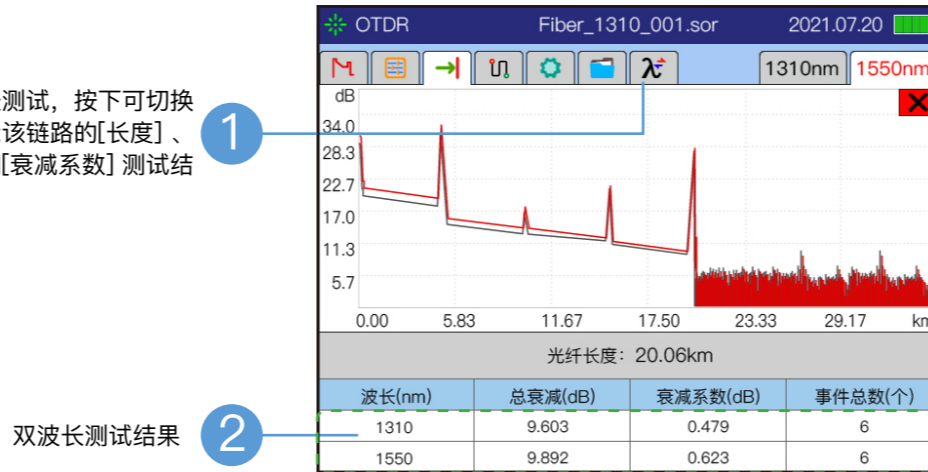 OTDR Fiber_1310_001.sor 2021.07.20
1310nm 1550nm
dB
34.0
28.3
22.7
17.0
11.3
5.7
0.00 5.83 11.67 17.50 23.33 29.17 km
光纤长度: 20.06km
波长(nm) 总衰减(dB) 衰减系数(dB) 事件总数(个)
1310 9.603 0.479 6
1550 9.892 0.623 6
测试，按下可切换
该链路的[长度]、
[衰减系数] 测试结
1
双波长测试结果
2